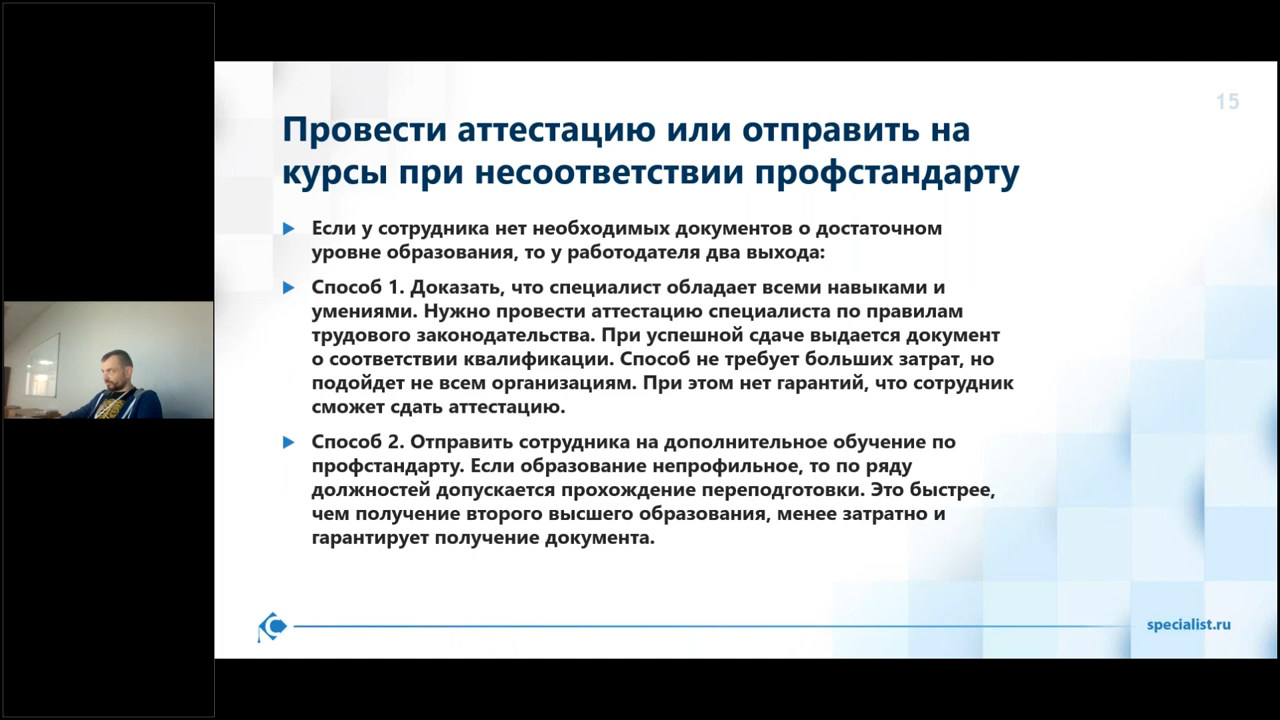 15
Провести аттестацию или отправить на
курсы при несоответствии профстандарту
Если у сотрудника нет необходимых документов о достаточном
уровне образования, то у работодателя два выхода:
Способ 1. Доказать, что специалист обладает всеми навыками и
умениями. Нужно провести аттестацию специалиста по правилам
трудового законодательства. При успешной сдаче выдается документ
о соответствии квалификации. Способ не требует больших затрат, но
подойдет не всем организациям. При этом нет гарантий, что сотрудник
сможет сдать аттестацию.
Способ 2. Отправить сотрудника на дополнительное обучение по
профстандарту. Если образование непрофильное, то по ряду
должностей допускается прохождение переподготовки. Это быстрее,
чем получение второго высшего образования, менее затратно и
гарантирует получение документа.
specialist.ru